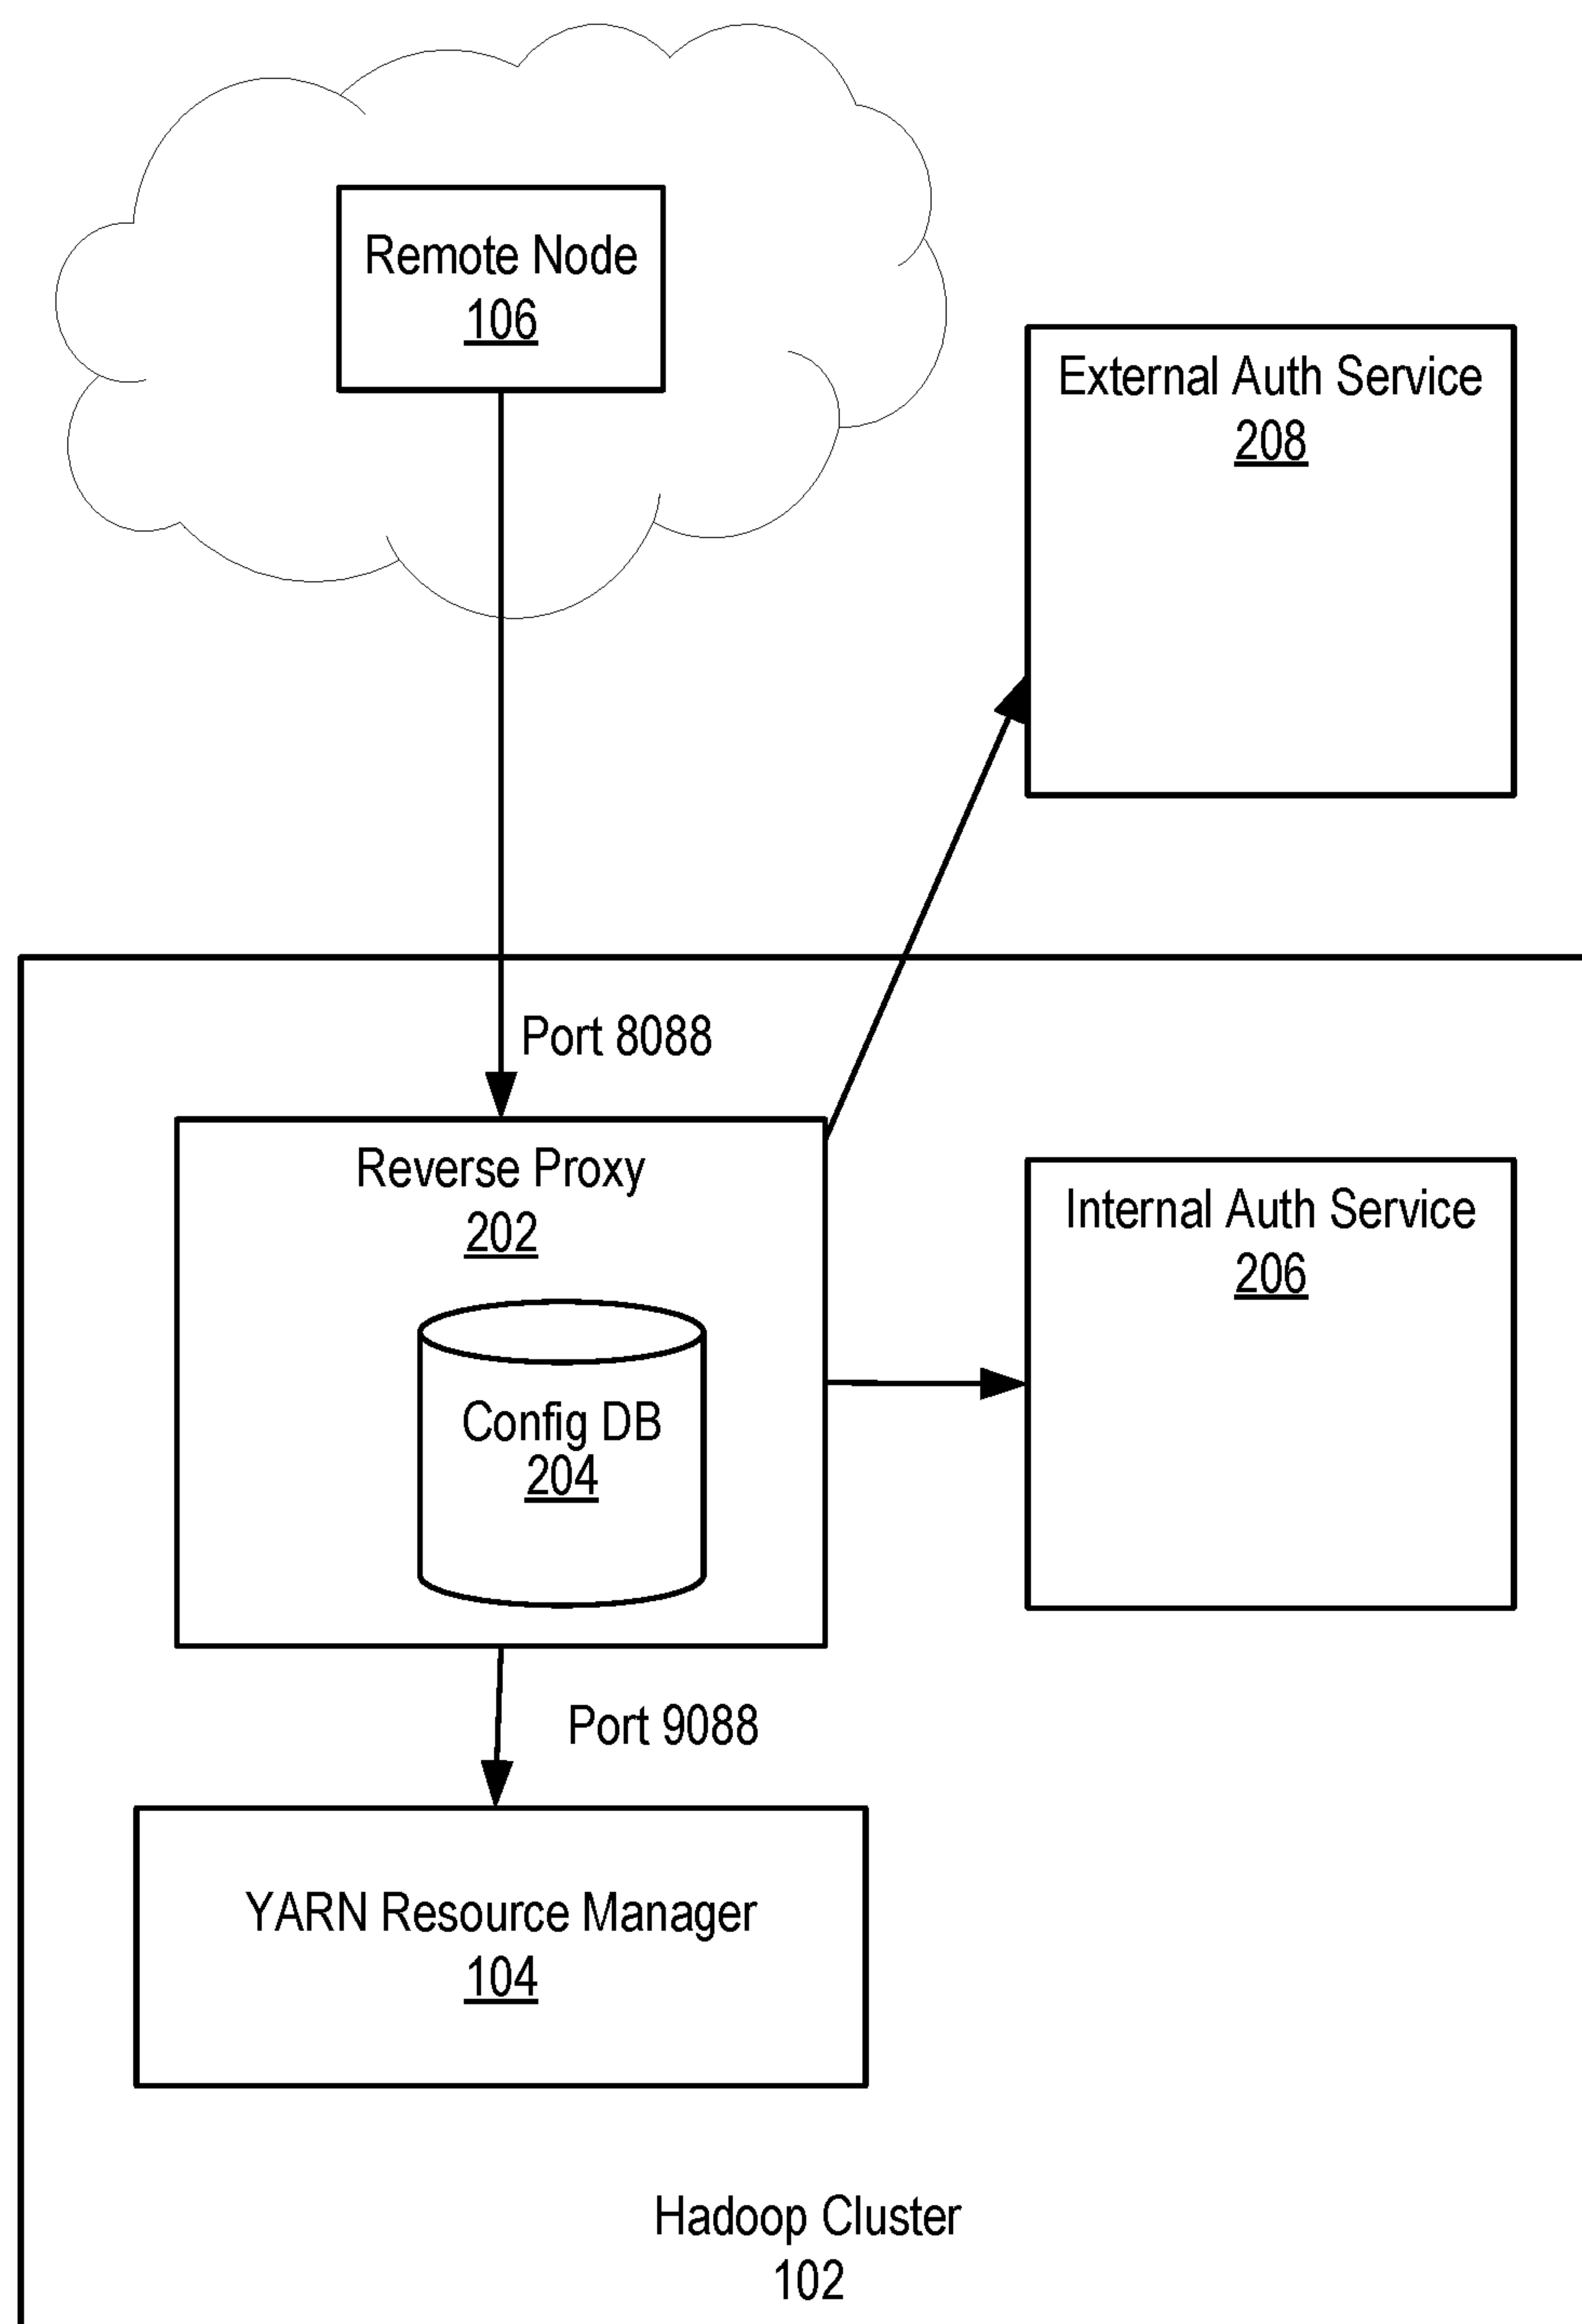 Remote Node
106
External Auth Service
208
Port 8088
Reverse Proxy
202
Internal Auth Service
206
Config DB
204
Port 9088
YARN Resource Manager
104
Hadoop Cluster
102